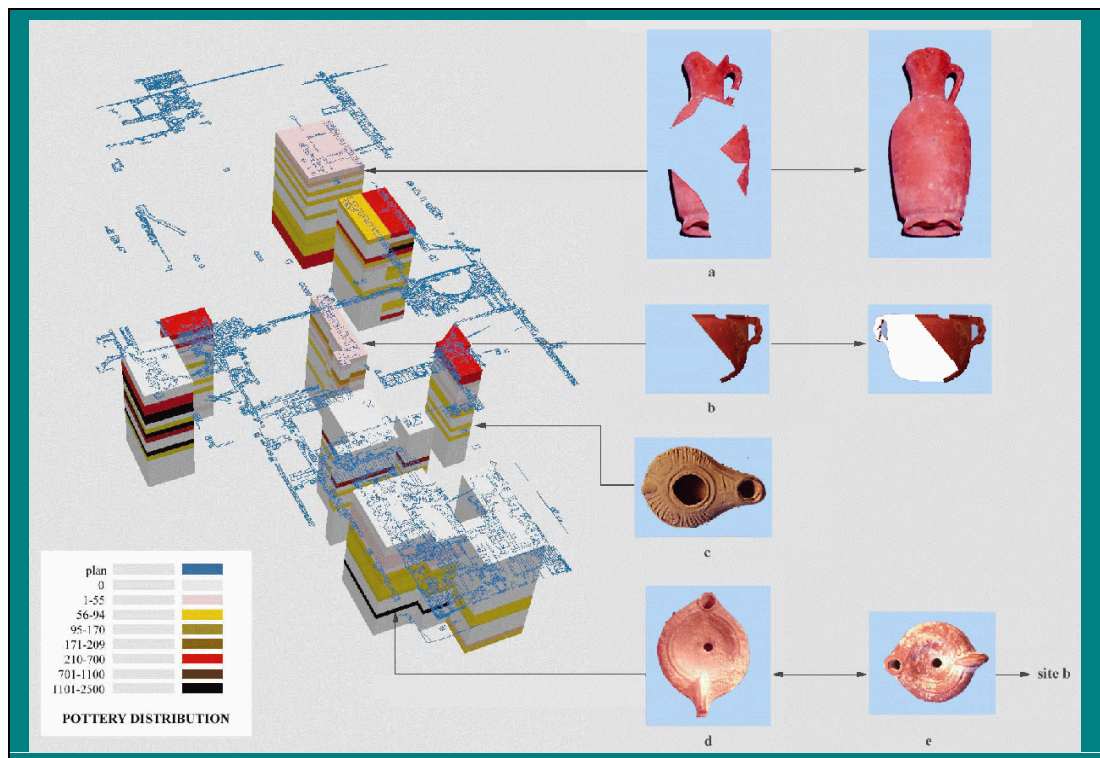 a
b
c
d
e
site b
plan
0
1-55
56-94
95-170
171-209
210-700
701-1100
1101-2500
POTTERY DISTRIBUTION